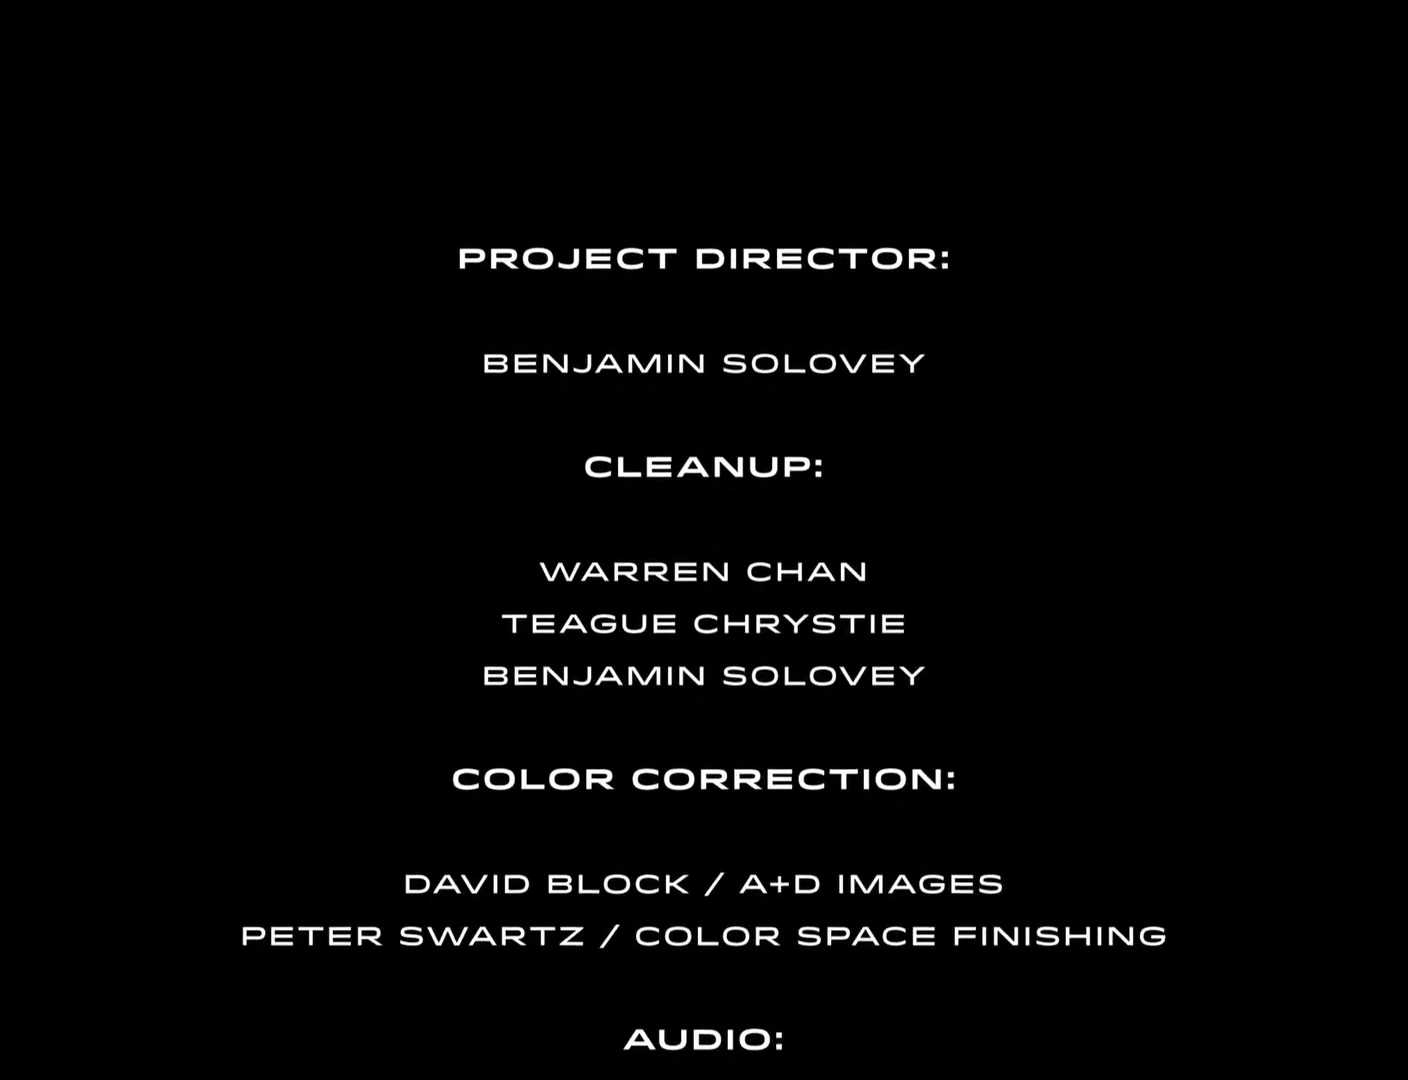 PROJECT DIRECTOR:
BENJAMIN SOLOVEY
CLEANUP:
WARREN CHAN
TEAGUE CHRYSTIE
BENJAMIN SOLOVEY
COLOR CORRECTION:
DAVID BLOCK / A+D IMAGES
PETER SWARTZ / COLOR SPACE FINISHING
AUDIO: